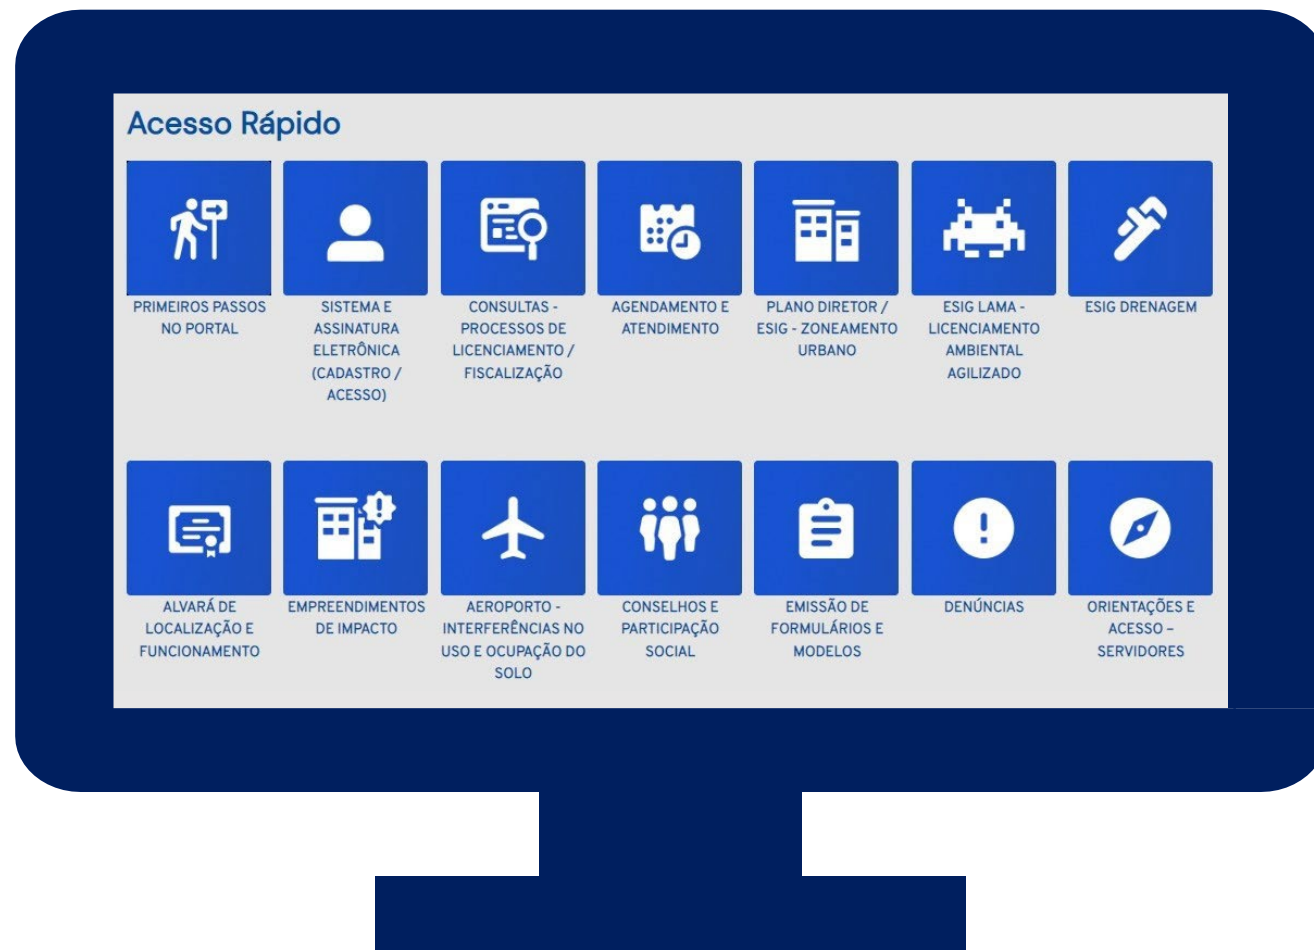 Acesso Rápido
PRIMEIROS PASSOS
NO PORTAL
SISTEMA E
ASSINATURA
ELETRÔNICA
(CADASTRO /
ACESSO)
CONSULTAS -
PROCESSOS DE
LICENCIAMENTO /
FISCALIZAÇÃO
AGENDAMENTO E
ATENDIMENTO
PLANO DIRETOR /
ESIG - ZONEAMENTO
URBANO
ESIG LAMA -
LICENCIAMENTO
AMBIENTAL
AGILIZADO
ESIG DRENAGEM
ALVARÁ DE
LOCALIZAÇÃO E
FUNCIONAMENTO
EMPREENDIMENTOS
DE IMPACTO
AEROPORTO -
INTERFERÊNCIAS NO
USO E OCUPAÇÃO DO
SOLO
CONSELHOS E
PARTICIPAÇÃO
SOCIAL
EMISSÃO DE
FORMULÁRIOS E
MODELOS
DENÚNCIAS
ORIENTAÇÕES E
ACESSO –
SERVIDORES